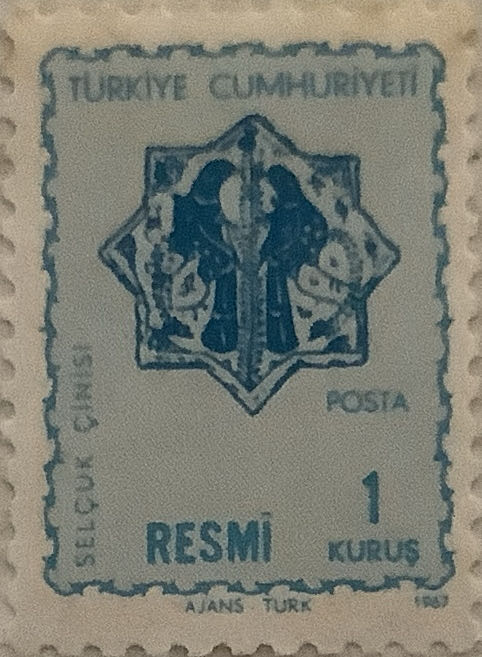 TÜRKİYE CUMHURİYETİ
SELÇUK ÇİNİSİ
POSTA
1
RESMİ
KURUŞ
AJANS TÜRK
1967